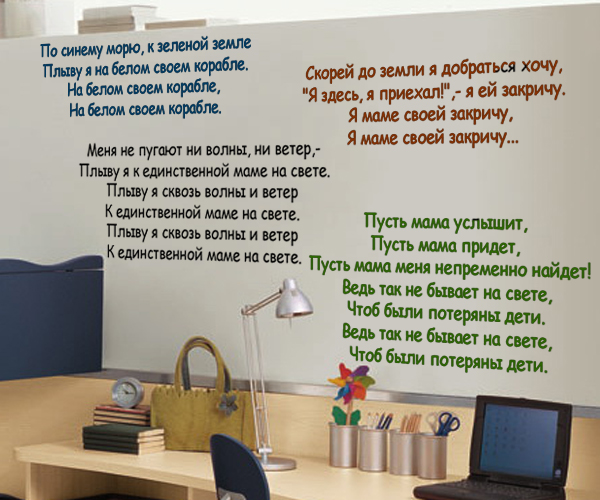 По синему морю, к зеленой земле
Плыву я на белом своем корабле.
На белом своем корабле,
На белом своем корабле.
Меня не пугают ни волны, ни ветер,-
Плыву я к единственной маме на свете.
Плыву я сквозь волны и ветер
К единственной маме на свете.
Плыву я сквозь волны и ветер
К единственной маме на свете.
Скорей до земли я добраться хочу,
"Я здесь, я приехал!",- я ей закричу.
Я маме своей закричу,
Я маме своей закричу...
Пусть мама услышит,
Пусть мама придет,
Пусть мама меня непременно найдет!
Ведь так не бывает на свете,
Чтоб были потеряны дети.
Ведь так не бывает на свете,
Чтоб были потеряны дети.